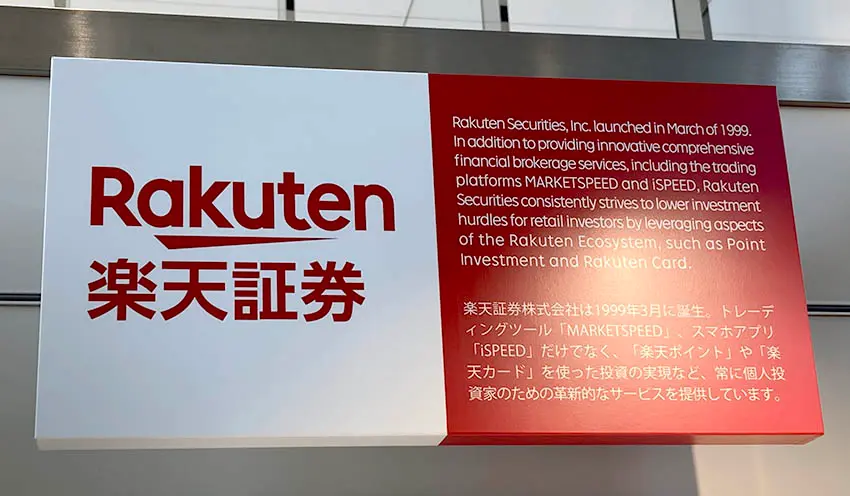 Rakuten
楽天証券
Rakuten Securities, Inc. launched in March of 1999.
In addition to providing innovative comprehensive
financial brokerage services, including the trading
platforms MARKETSPEED and iSPEED, Rakuten
Securities consistently strives to lower investment
hurdles for retail investors by leveraging aspects
of the Rakuten Ecosystem, such as Point
Investment and Rakuten Card.
楽天証券株式会社は1999年3月に誕生。トレーデ
ィングツール「MARKETSPEED」、スマホアプリ
「iSPEED」だけでなく、「楽天ポイント」や「楽
天カード」を使った投資の実現など、常に個人投
資家のための革新的なサービスを提供しています。